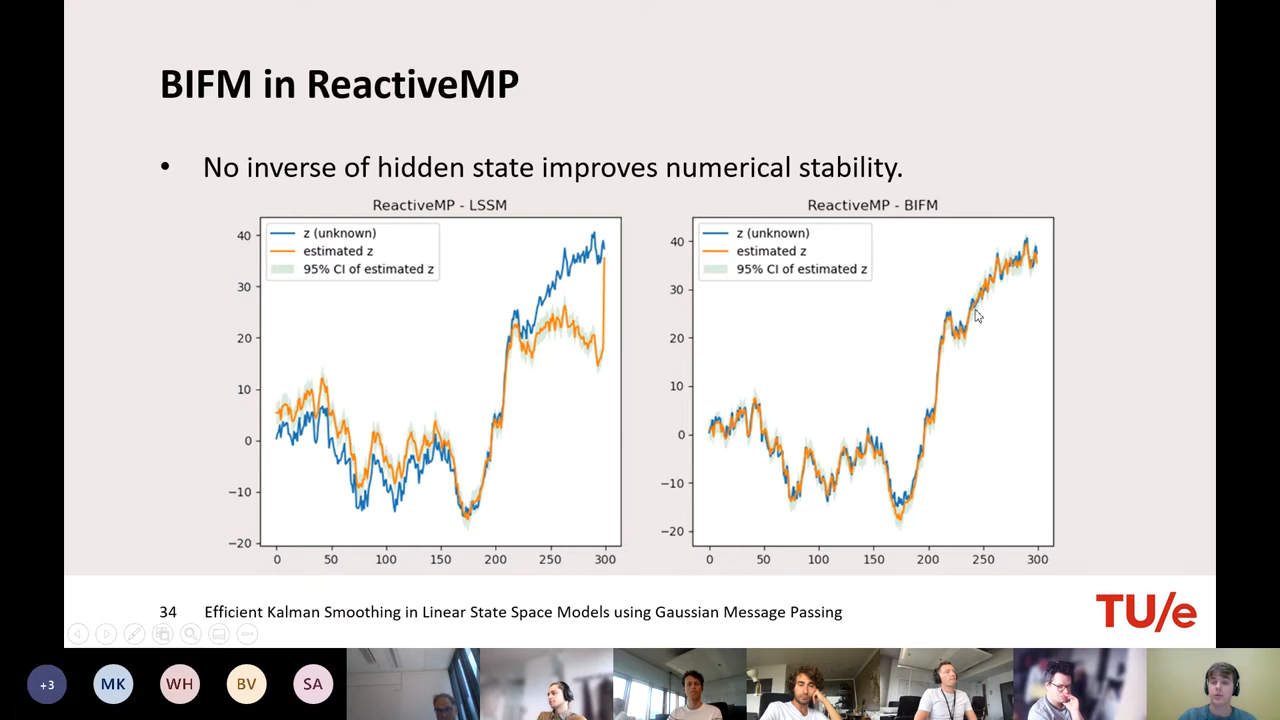 BIFM in ReactiveMP
• No inverse of hidden state improves numerical stability.
ReactiveMP - LSSM
z (unknown)
estimated z
95% CI of estimated z
40
30
20
10
0
−10
−20
0 50 100 150 200 250 300
ReactiveMP - BIFM
z (unknown)
estimated z
95% CI of estimated z
40
30
20
10
0
−10
−20
0 50 100 150 200 250 300
34 Efficient Kalman Smoothing in Linear State Space Models using Gaussian Message Passing
TU/e
+3 MK WH BV SA